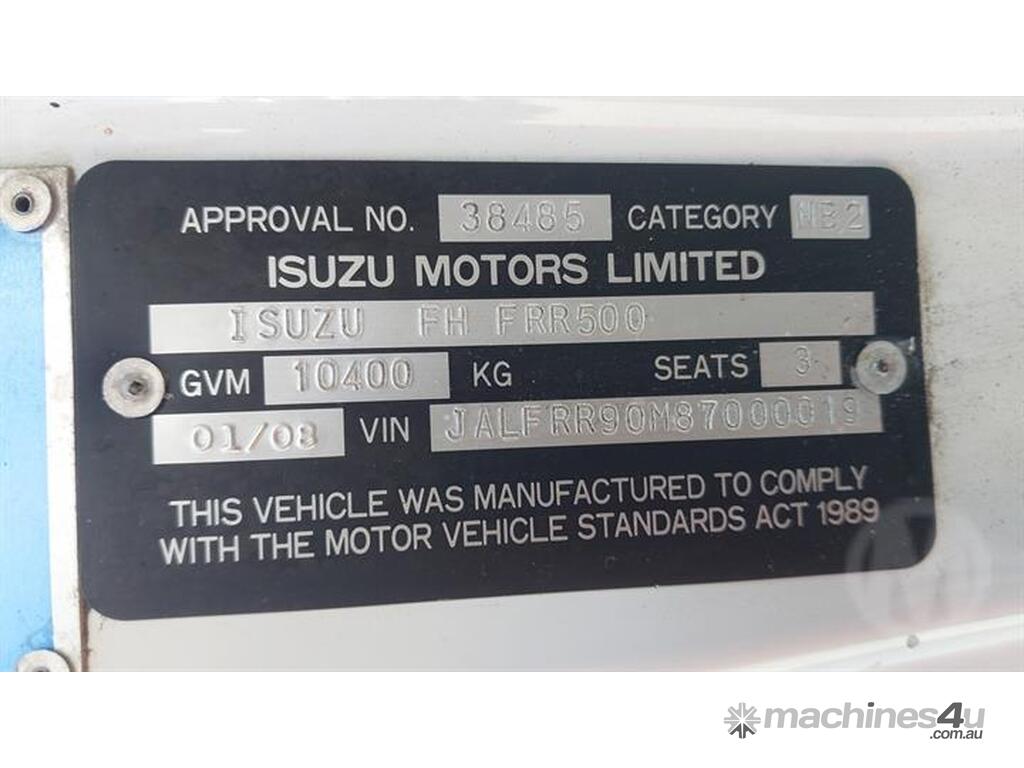 APPROVAL NO. 38485 CATEGORY NB2
ISUZU MOTORS LIMITED
ISUZU FH FRR500
GVM 10400 KG SEATS 3
01/08 VIN JALFRR90M87000019
THIS VEHICLE WAS MANUFACTURED TO COMPLY
WITH THE MOTOR VEHICLE STANDARDS ACT 1989
machines4u
.com.au